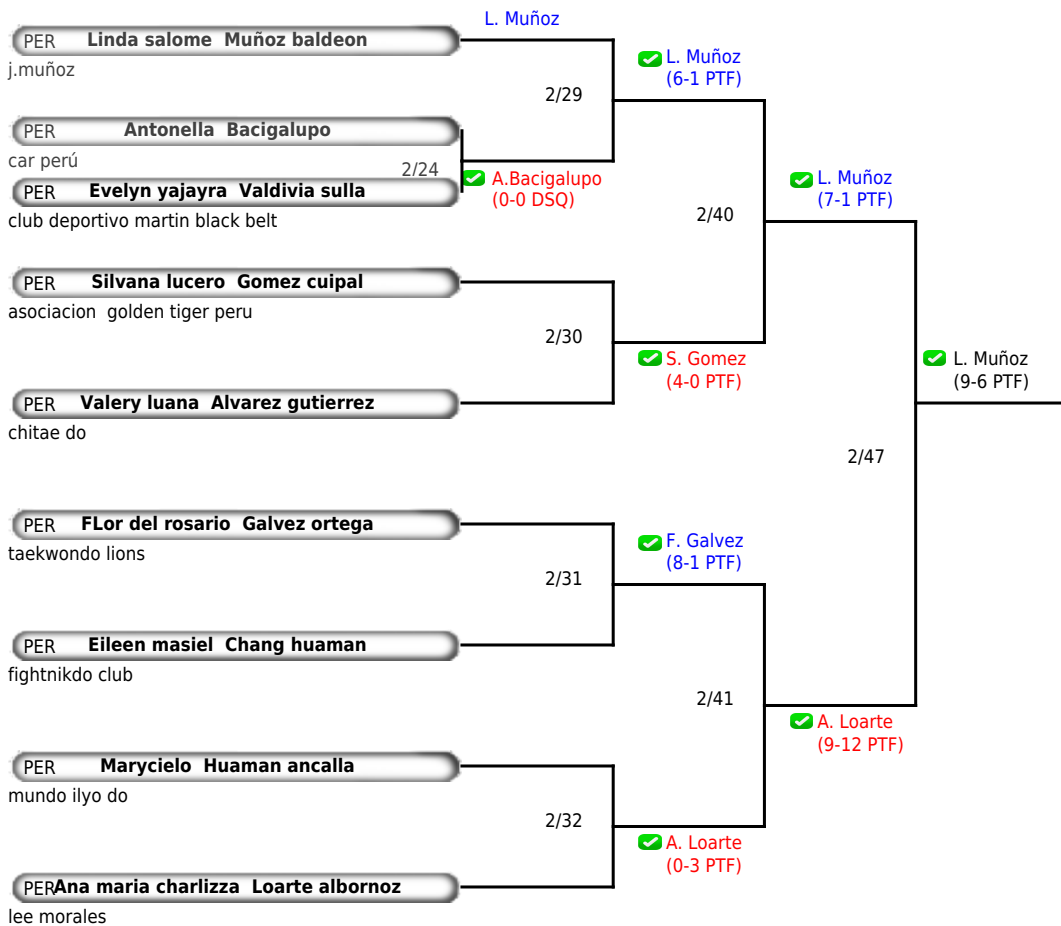 L. Muñoz
PER Linda salome Muñoz baldeon
j.muñoz
L. Muñoz
(6-1 PTF)
2/29
PER Antonella Bacigalupo
car perú
2/24
A.Bacigalupo
(0-0 DSQ)
PER Evelyn yajayra Valdivia sulla
club deportivo martin black belt
L. Muñoz
(7-1 PTF)
2/40
PER Silvana lucero Gomez cuipal
asociacion golden tiger peru
2/30
S. Gomez
(4-0 PTF)
L. Muñoz
(9-6 PTF)
PER Valery luana Alvarez gutierrez
chitae do
2/47
PER FLor del rosario Galvez ortega
taekwondo lions
F. Galvez
(8-1 PTF)
2/31
PER Eileen masiel Chang huaman
fightnikdo club
2/41
A. Loarte
(9-12 PTF)
PER Marycielo Huaman ancalla
mundo ilyo do
2/32
A. Loarte
(0-3 PTF)
PER Ana maria charlizza Loarte albornoz
lee morales